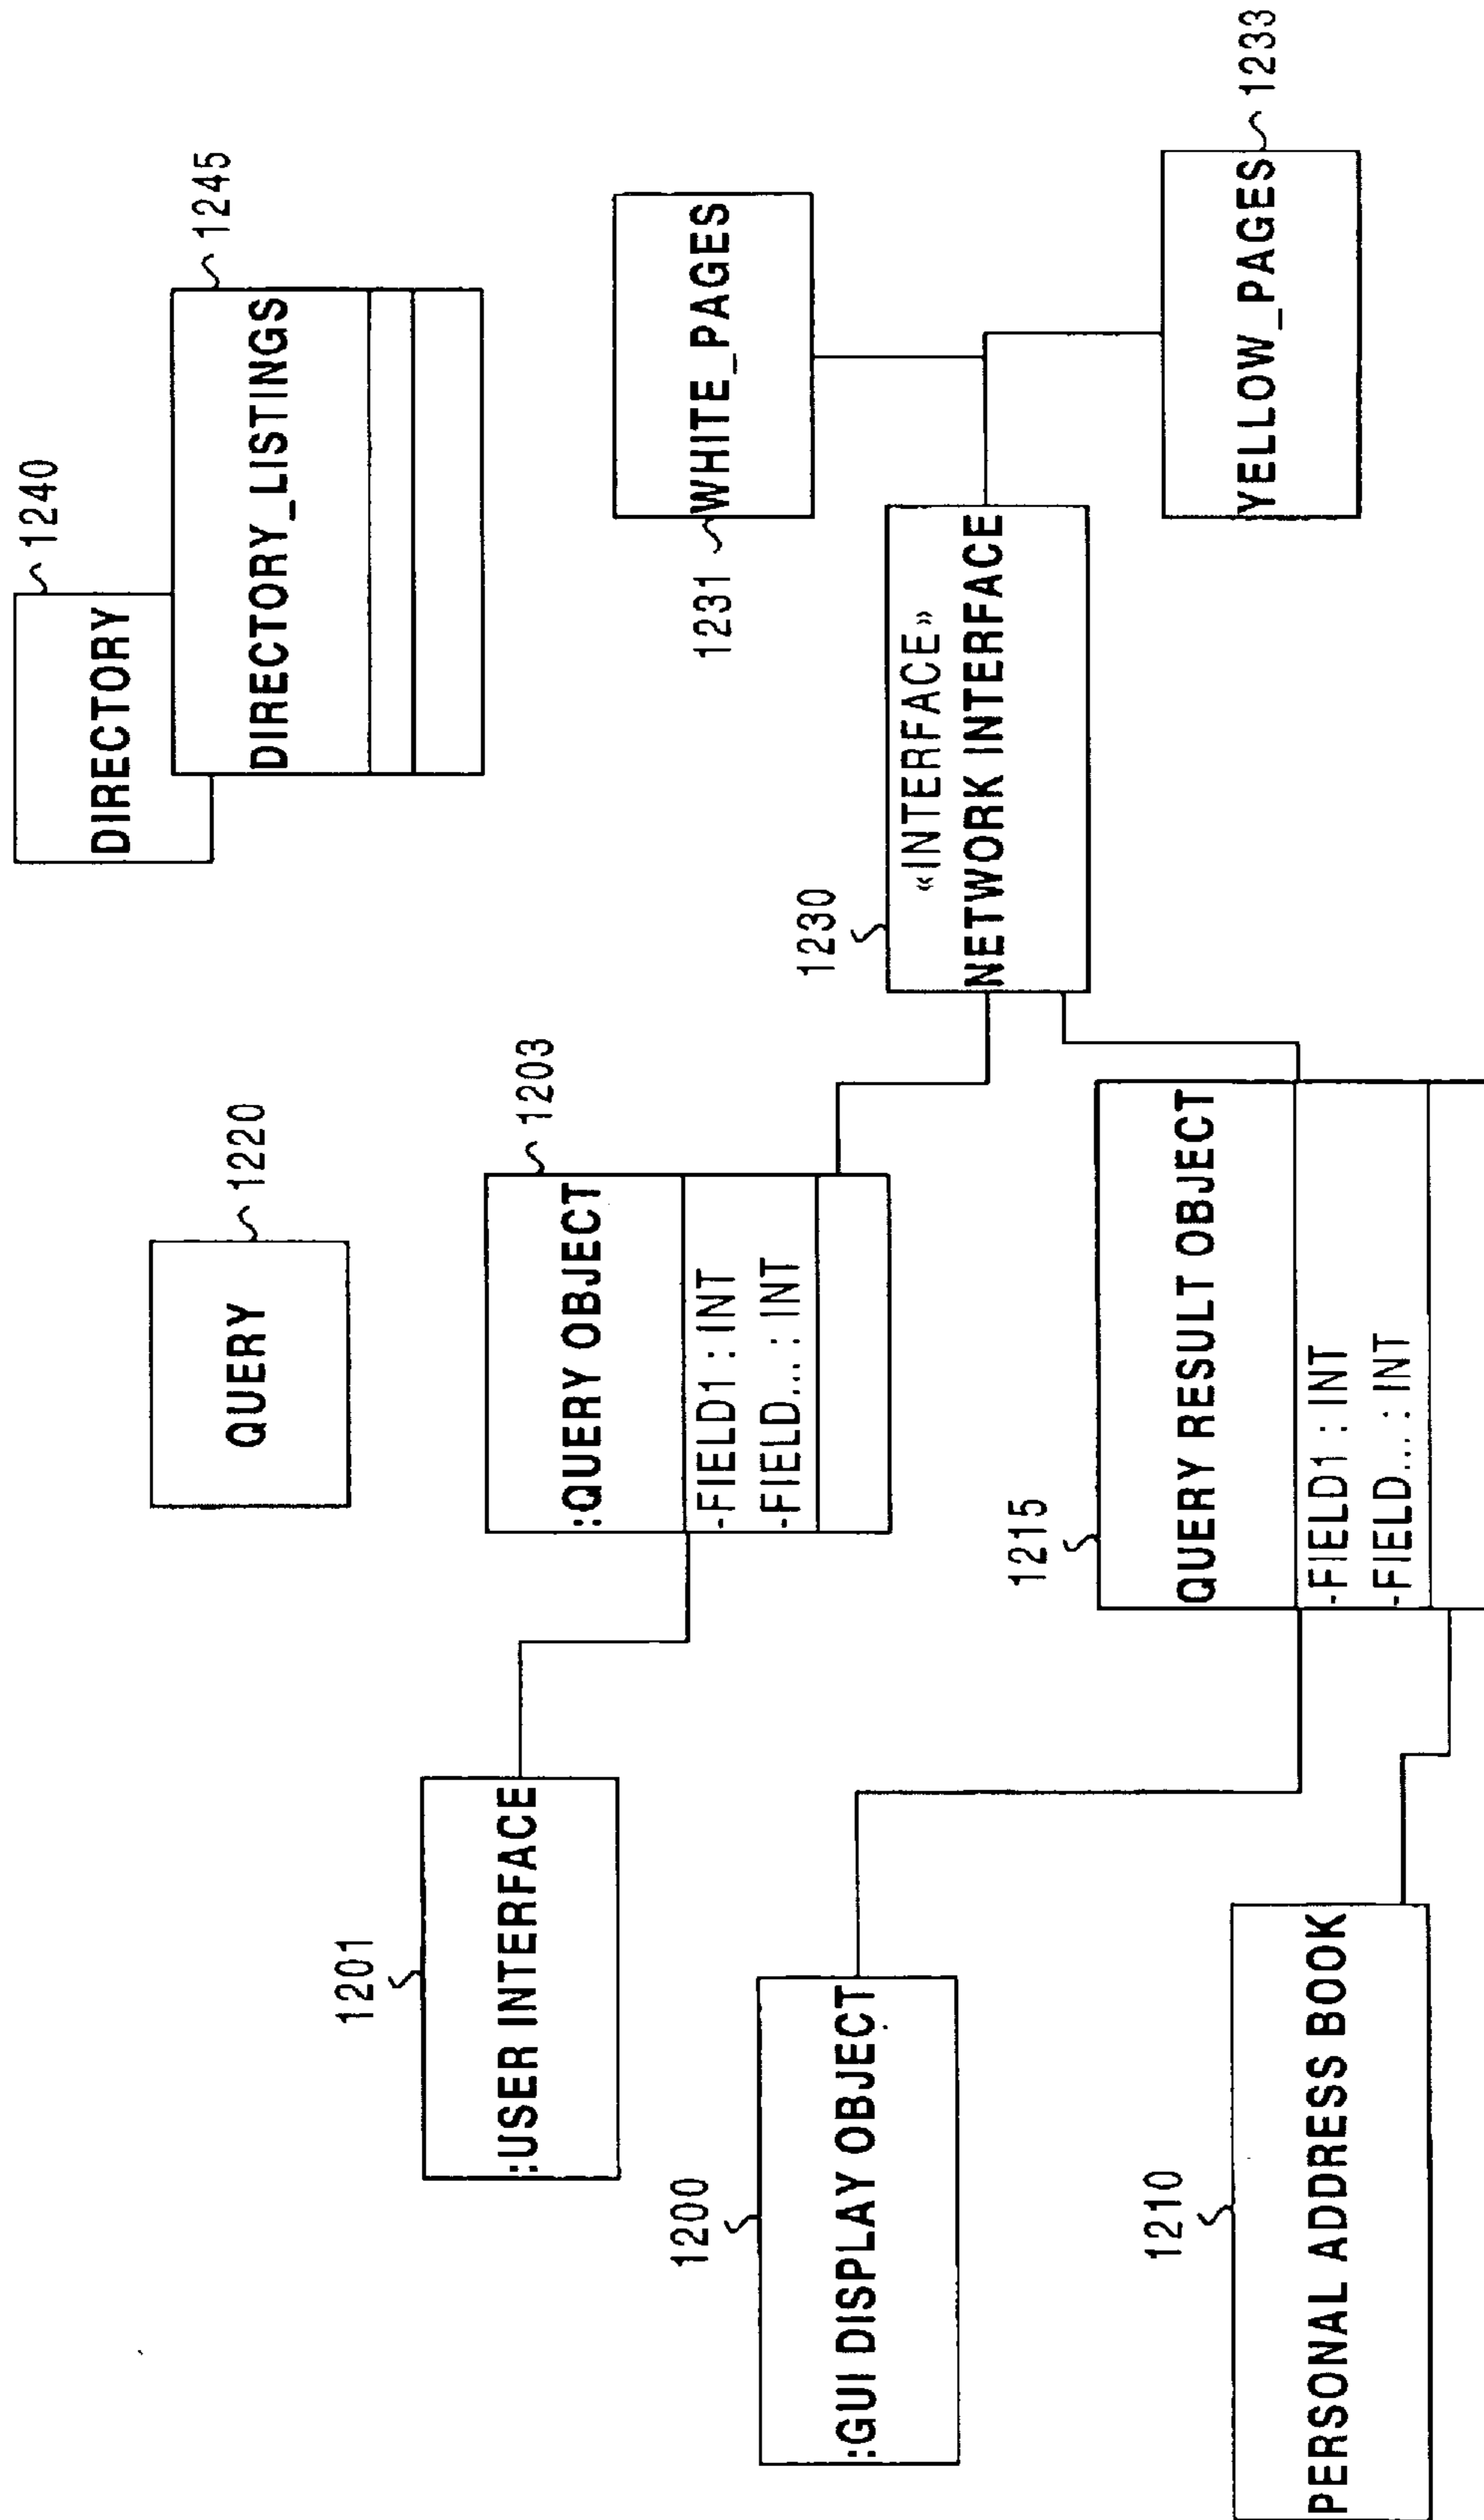 1240
DIRECTORY
1245
DIRECTORY_LISTINGS
1220
QUERY
1201
:USER INTERFACE
1203
:QUERY OBJECT
-FIELD1 : INT
-FIELD... : INT
1231
WHITE_PAGES
1200
:GUI DISPLAY OBJECT
1230
«INTERFACE»
NETWORK INTERFACE
1215
QUERY RESULT OBJECT
-FIELD1 : INT
-FIELD... : INT
1233
YELLOW_PAGES
1210
PERSONAL ADDRESS BOOK